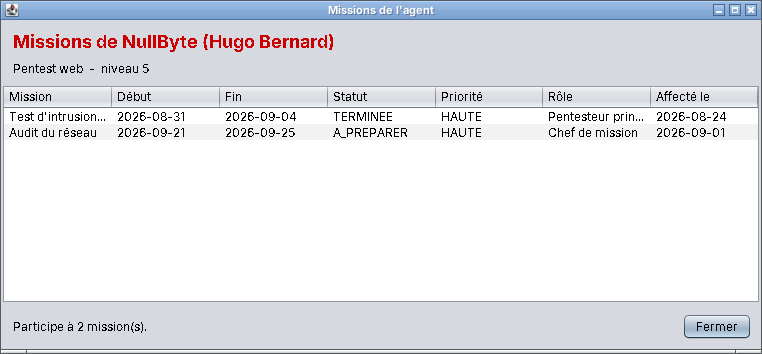 Missions de l'agent
Missions de NullByte (Hugo Bernard)
Pentest web - niveau 5
Mission Début Fin Statut Priorité Rôle Affecté le
Test d'intrusion... 2026-08-31 2026-09-04 TERMINEE HAUTE Pentesteur prin... 2026-08-24
Audit du réseau 2026-09-21 2026-09-25 A_PREPARER HAUTE Chef de mission 2026-09-01
Participe à 2 mission(s).
Fermer